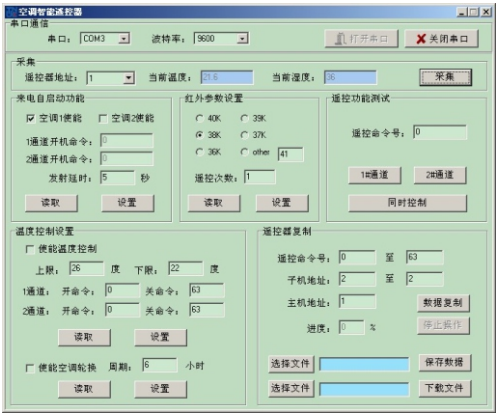 空调智能遥控器
串口通信
串口: COM3 波特率: 9600 打开串口 关闭串口
采集
遥控器地址: 1 当前温度: 21.6 当前湿度: 36 采集
来电自启动功能
空调1使能 空调2使能
1通道开机命令: 0
2通道开机命令: 0
发射延时: 5 秒
读取 设置
红外参数设置
40K 39K
38K 37K
36K other 41
遥控次数: 1
读取 设置
遥控功能测试
遥控命令号: 0
1#通道 2#通道
同时控制
温度控制设置
使能温度控制
上限: 26 度 下限: 22 度
1通道: 开命令: 0 关命令: 63
2通道: 开命令: 0 关命令: 63
读取 设置
使能空调轮换 周期: 6 小时
读取 设置
遥控器复制
遥控命令号: 0 至 63
子机地址: 2 至 2
主机地址: 1 数据复制
进度: 0 % 停止操作
选择文件 保存数据
选择文件 下载文件